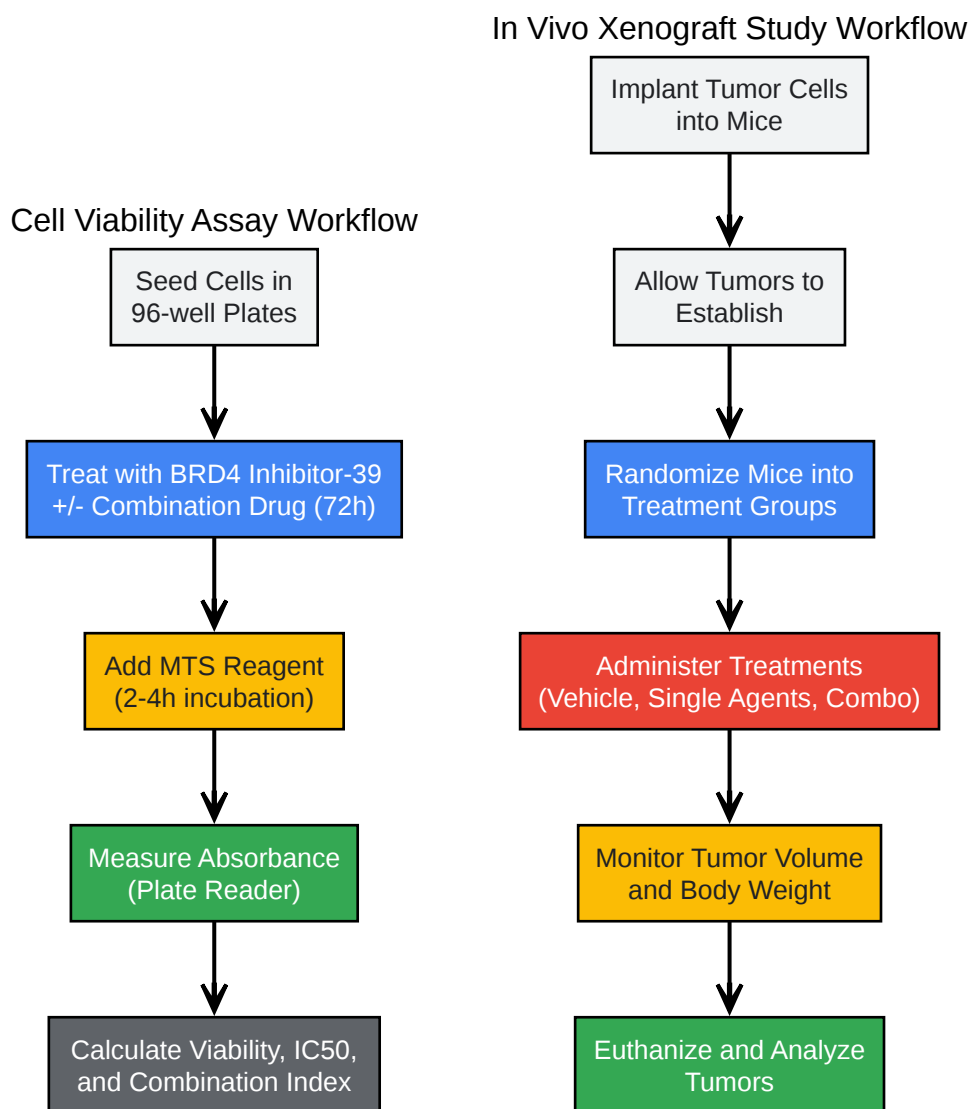 Cell Viability Assay Workflow
Seed Cells in
96-well Plates
Treat with BRD4 Inhibitor-39
+/- Combination Drug (72h)
Add MTS Reagent
(2-4h incubation)
Measure Absorbance
(Plate Reader)
Calculate Viability, IC50,
and Combination Index
In Vivo Xenograft Study Workflow
Implant Tumor Cells
into Mice
Allow Tumors to
Establish
Randomize Mice into
Treatment Groups
Administer Treatments
(Vehicle, Single Agents, Combo)
Monitor Tumor Volume
and Body Weight
Euthanize and Analyze
Tumors